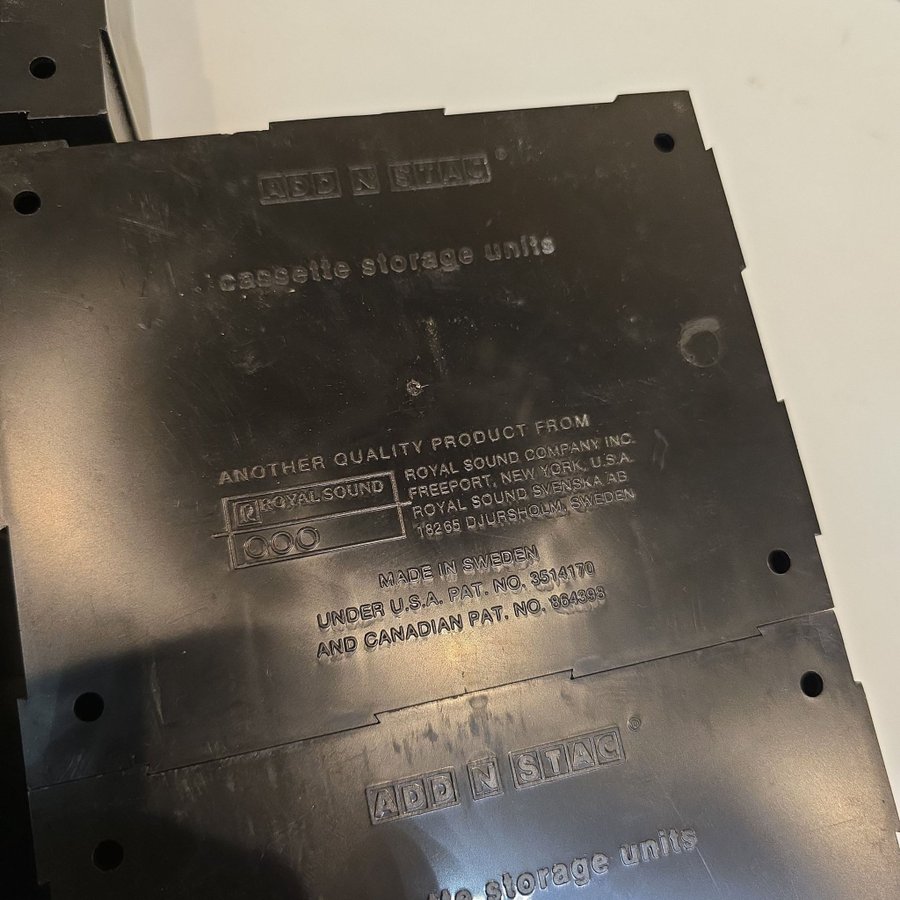 ADD N STAC®
cassette storage units
ANOTHER QUALITY PRODUCT FROM
ROYAL SOUND
ROYAL SOUND COMPANY INC.
FREEPORT, NEW YORK, U.S.A.
ROYAL SOUND SVENSKA AB
18265 DJURSHOLM, SWEDEN
MADE IN SWEDEN
UNDER U.S.A. PAT. NO. 3514170
AND CANADIAN PAT. NO. 864398
ADD N STAC®
storage units